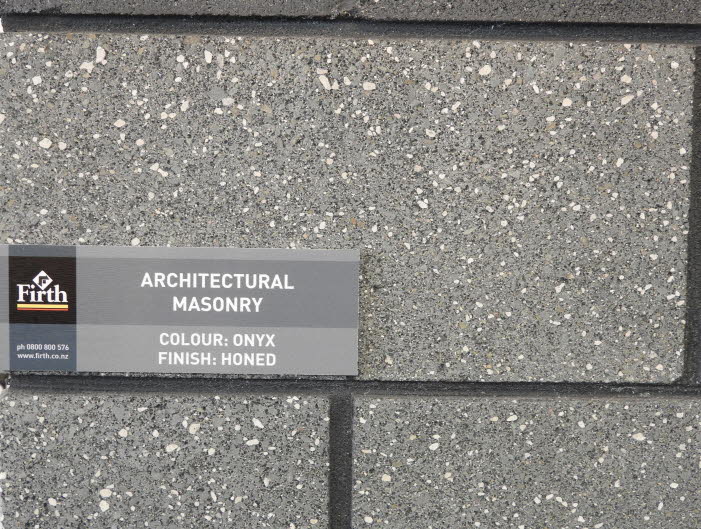 Firth
ph 0800 800 576
www.firth.co.nz
ARCHITECTURAL
MASONRY
COLOUR: ONYX
FINISH: HONED